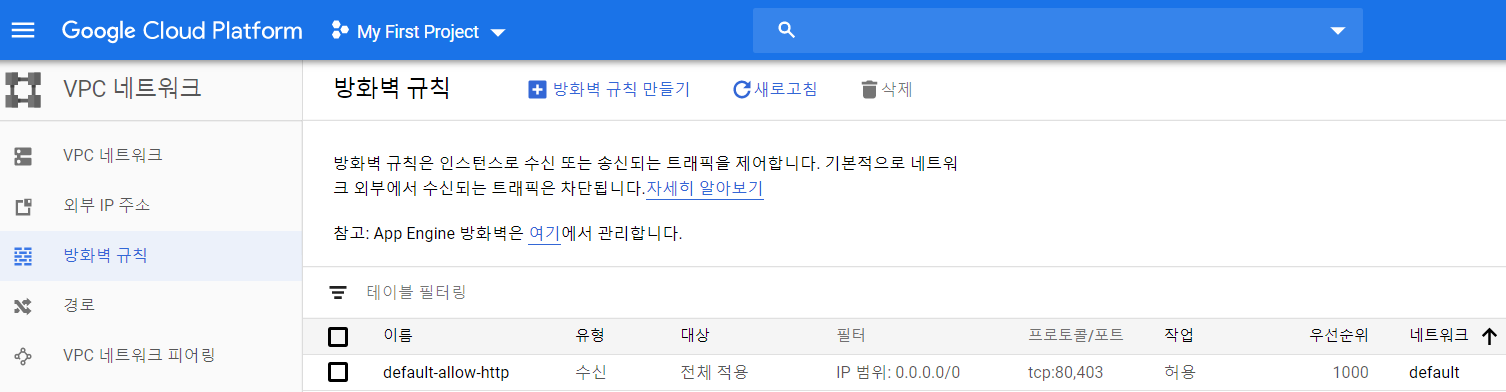 Google Cloud Platform My First Project
VPC 네트워크
방화벽 규칙 방화벽 규칙 만들기 새로고침 삭제
VPC 네트워크
외부 IP 주소
방화벽 규칙
경로
VPC 네트워크 피어링
방화벽 규칙은 인스턴스로 수신 또는 송신되는 트래픽을 제어합니다. 기본적으로 네트워
크 외부에서 수신되는 트래픽은 차단됩니다.자세히 알아보기
참고: App Engine 방화벽은 여기에서 관리합니다.
테이블 필터링
이름 유형 대상 필터 프로토콜/포트 작업 우선순위 네트워크
default-allow-http 수신 전체 적용 IP 범위: 0.0.0.0/0 tcp:80,403 허용 1000 default